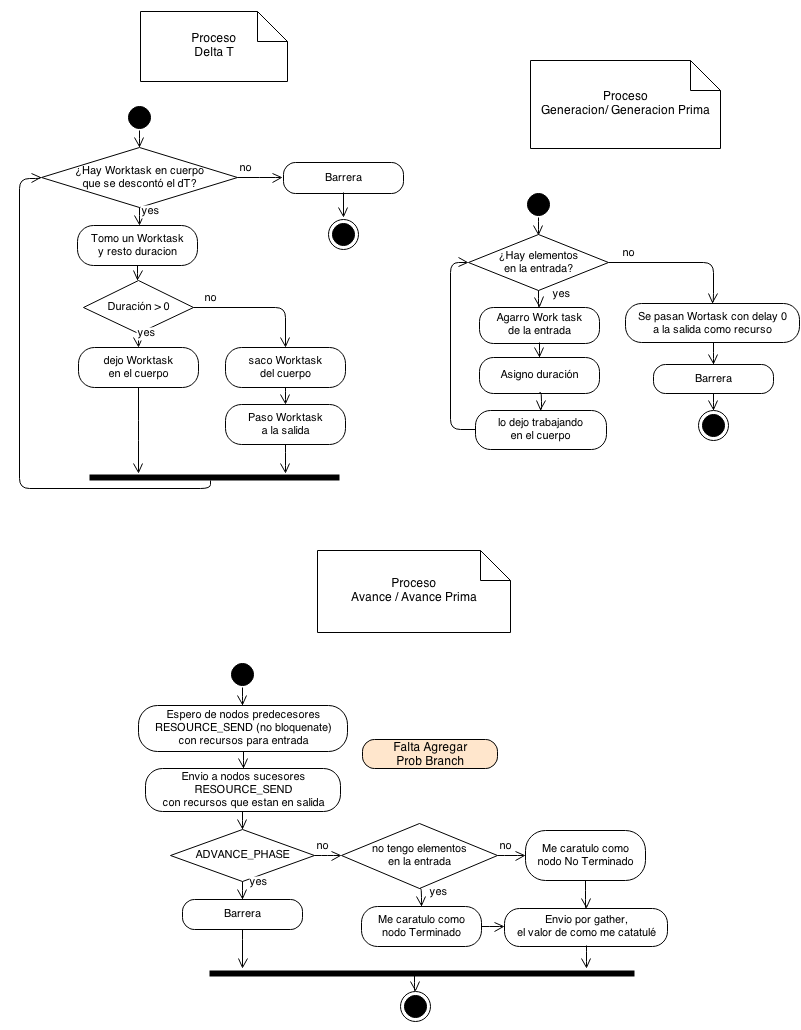 Proceso
Delta T
¿Hay Worktask en cuerpo
que se descontó el dT?
no
Barrera
yes
Tomo un Worktask
y resto duracion
Duración > 0
no
yes
dejo Worktask
en el cuerpo
saco Worktask
del cuerpo
Paso Worktask
a la salida
Proceso
Generacion/ Generacion Prima
¿Hay elementos
en la entrada?
no
yes
Agarro Work task
de la entrada
Asigno duración
lo dejo trabajando
en el cuerpo
Se pasan Wortask con delay 0
a la salida como recurso
Barrera
Proceso
Avance / Avance Prima
Espero de nodos predecesores
RESOURCE_SEND (no bloquenate)
con recursos para entrada
Falta Agregar
Prob Branch
Envio a nodos sucesores
RESOURCE_SEND
con recursos que estan en salida
ADVANCE_PHASE
no
yes
no tengo elementos
en la entrada
no
yes
Me caratulo como
nodo No Terminado
Barrera
Me caratulo como
nodo Terminado
Envio por gather,
el valor de como me catatulé